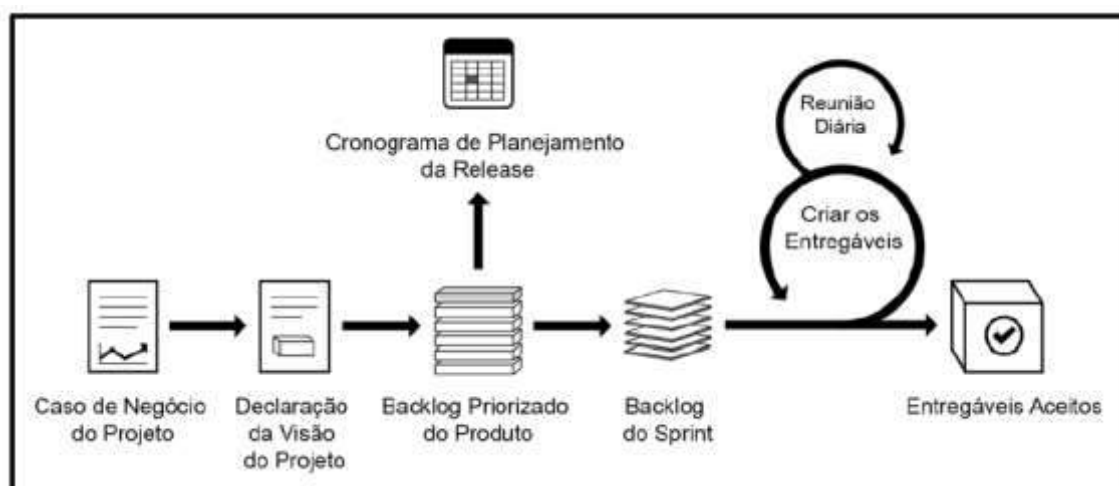 Cronograma de Planejamento
da Release
Reunião
Diária
Criar os
Entregáveis
Caso de Negócio
do Projeto
Declaração
da Visão
do Projeto
Backlog Priorizado
do Produto
Backlog
do Sprint
Entregáveis Aceitos